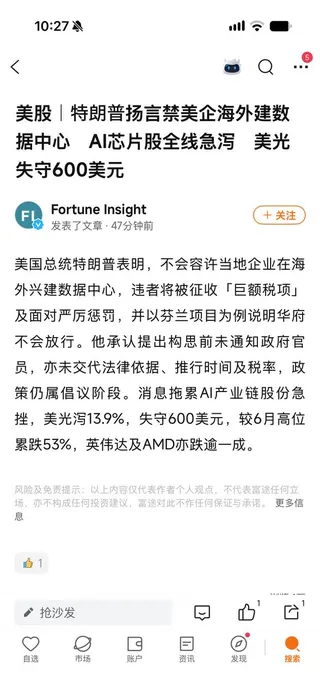 10:27
5
美股｜特朗普扬言禁美企海外建数
据中心　AI芯片股全线急泻　美光
失守600美元
FI
Fortune Insight
发表了文章 · 47分钟前
+ 关注
美国总统特朗普表明，不会容许当地企业在海
外兴建数据中心，违者将被征收「巨额税项」
及面对严厉惩罚，并以芬兰项目为例说明华府
不会放行。他承认提出构思前未通知政府官
员，亦未交代法律依据、推行时间及税率，政
策仍属倡议阶段。消息拖累AI产业链股份急
挫，美光泻13.9%，失守600美元，较6月高位
累跌53%，英伟达及AMD亦跌逾一成。
风险及免责提示：以上内容仅代表作者个人观点，不代表富途任何立
场，亦不构成任何投资建议，富途对此不作任何保证与承诺。 更多信
息
1
抢沙发
1
1
自选
市场
账户
资讯
发现
搜索